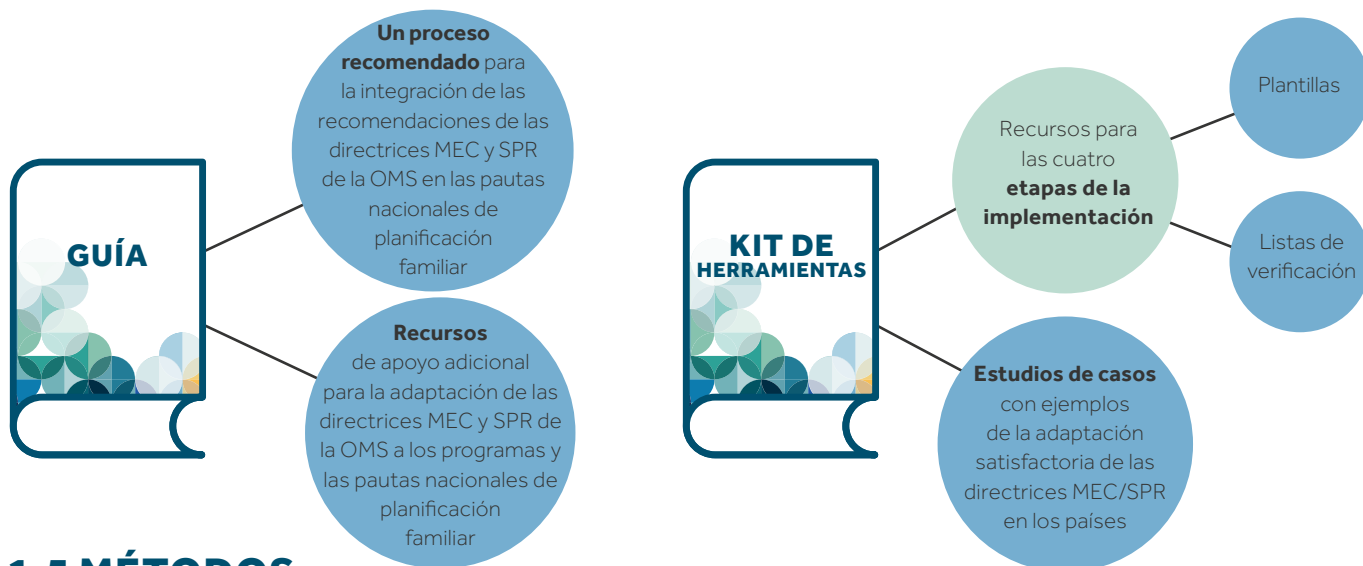 GUÍA
Un proceso
recomendado para
la integración de las
recomendaciones de las
directrices MEC y SPR
de la OMS en las pautas
nacionales de
planificación
familiar
Recursos
de apoyo adicional
para la adaptación de las
directrices MEC y SPR de
la OMS a los programas y
las pautas nacionales de
planificación
familiar
KIT DE
HERRAMIENTAS
Recursos para
las cuatro
etapas de la
implementación
Plantillas
Listas de
verificación
Estudios de casos
con ejemplos
de la adaptación
satisfactoria de las
directrices MEC/SPR
en los países
MÉTODOS